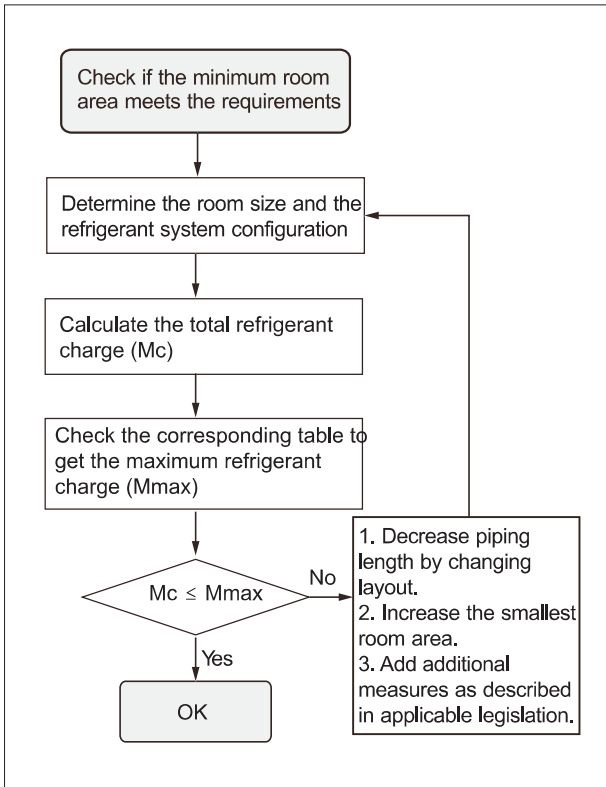 Check if the minimum room
area meets the requirements
Determine the room size and the
refrigerant system configuration
Calculate the total refrigerant
charge (Mc)
Check the corresponding table to
get the maximum refrigerant
charge (Mmax)
Mc ≤ Mmax
No
Yes
OK
1. Decrease piping
length by changing
layout.
2. Increase the smallest
room area.
3. Add additional
measures as described
in applicable legislation.